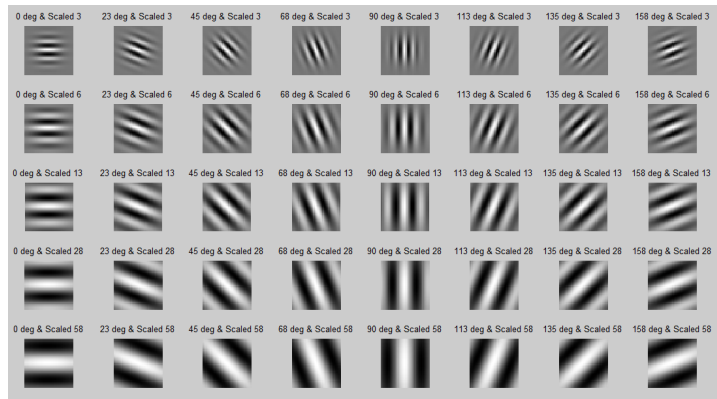 0 deg & Scaled 3 23 deg & Scaled 3 45 deg & Scaled 3 68 deg & Scaled 3 90 deg & Scaled 3 113 deg & Scaled 3 135 deg & Scaled 3 158 deg & Scaled 3
0 deg & Scaled 6 23 deg & Scaled 6 45 deg & Scaled 6 68 deg & Scaled 6 90 deg & Scaled 6 113 deg & Scaled 6 135 deg & Scaled 6 158 deg & Scaled 6
0 deg & Scaled 13 23 deg & Scaled 13 45 deg & Scaled 13 68 deg & Scaled 13 90 deg & Scaled 13 113 deg & Scaled 13 135 deg & Scaled 13 158 deg & Scaled 13
0 deg & Scaled 28 23 deg & Scaled 28 45 deg & Scaled 28 68 deg & Scaled 28 90 deg & Scaled 28 113 deg & Scaled 28 135 deg & Scaled 28 158 deg & Scaled 28
0 deg & Scaled 58 23 deg & Scaled 58 45 deg & Scaled 58 68 deg & Scaled 58 90 deg & Scaled 58 113 deg & Scaled 58 135 deg & Scaled 58 158 deg & Scaled 58